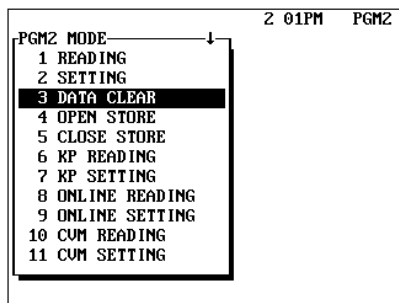 2 01PM PGM2
PGM2 MODE ↓
1 READING
2 SETTING
3 DATA CLEAR
4 OPEN STORE
5 CLOSE STORE
6 KP READING
7 KP SETTING
8 ONLINE READING
9 ONLINE SETTING
10 CVM READING
11 CVM SETTING